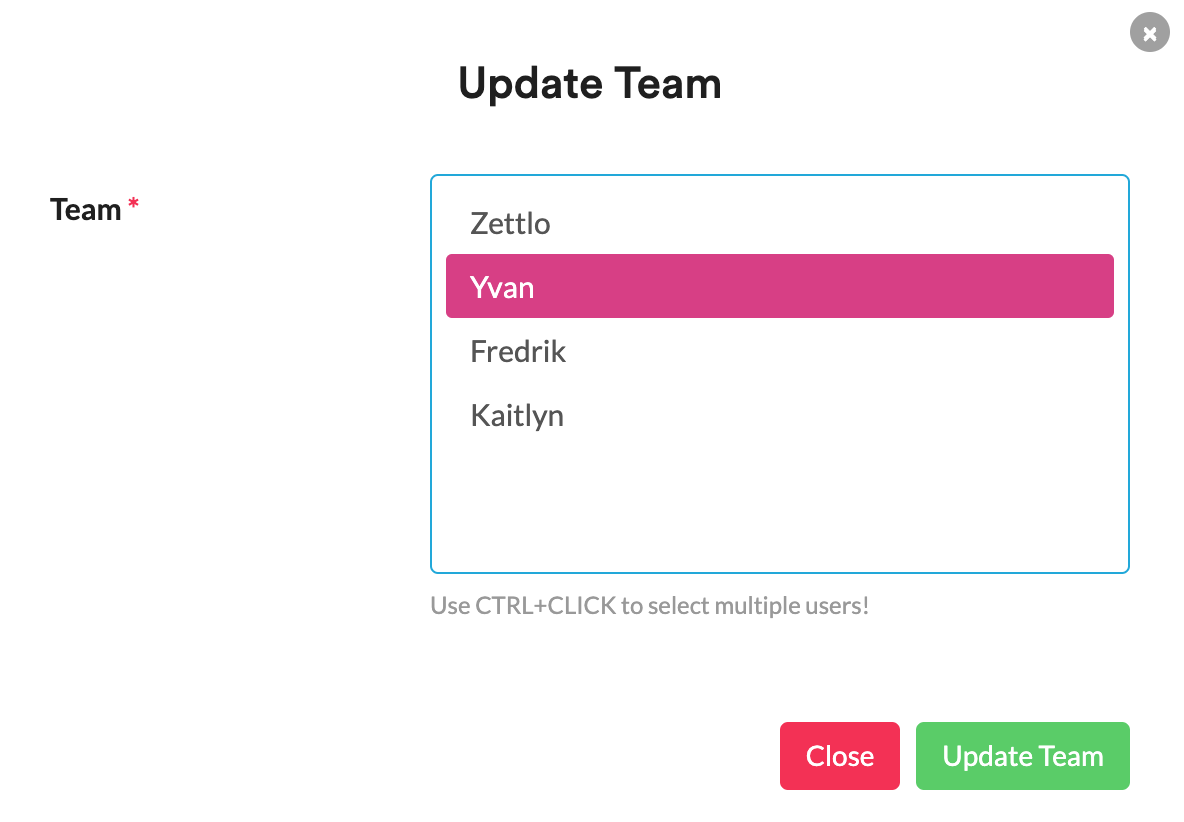 Update Team
Team *
Zettlo
Yvan
Fredrik
Kaitlyn
Use CTRL+CLICK to select multiple users!
Close
Update Team